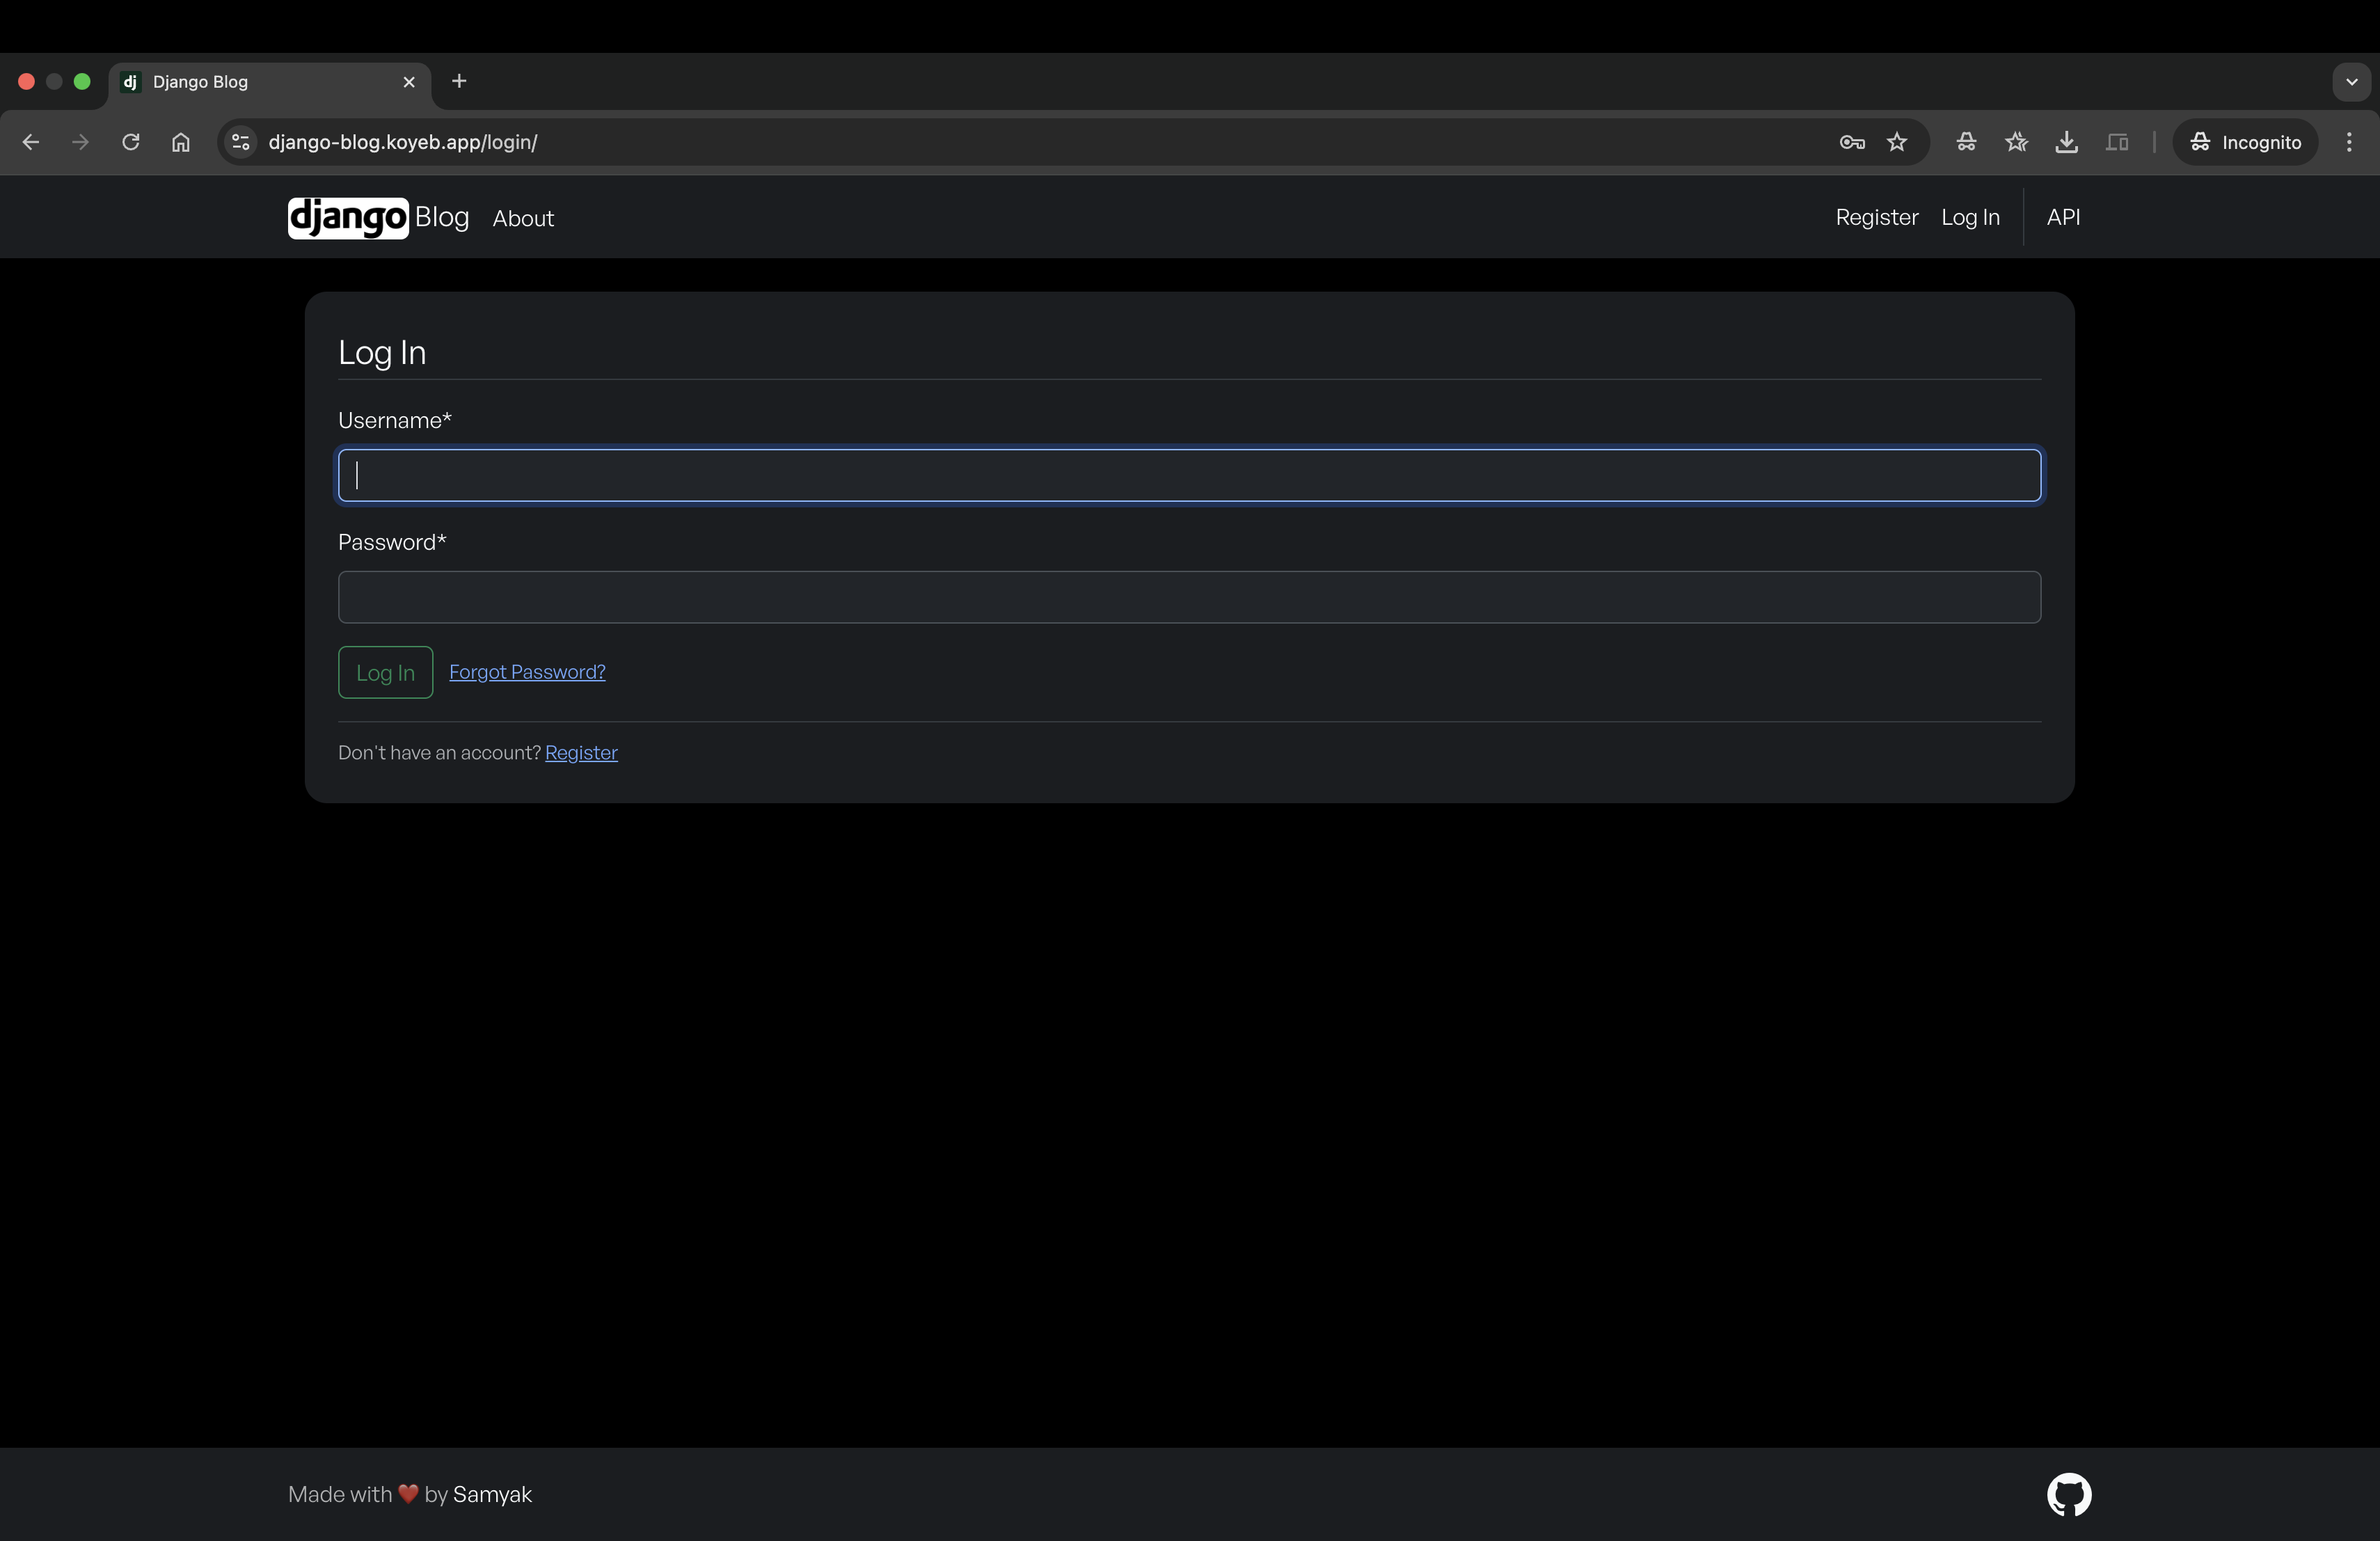 dj Django Blog
django-blog.koyeb.app/login/
Incognito
django Blog About Register Log In API
Log In
Username*
Password*
Log In Forgot Password?
Don't have an account? Register
Made with ❤️ by Samyak